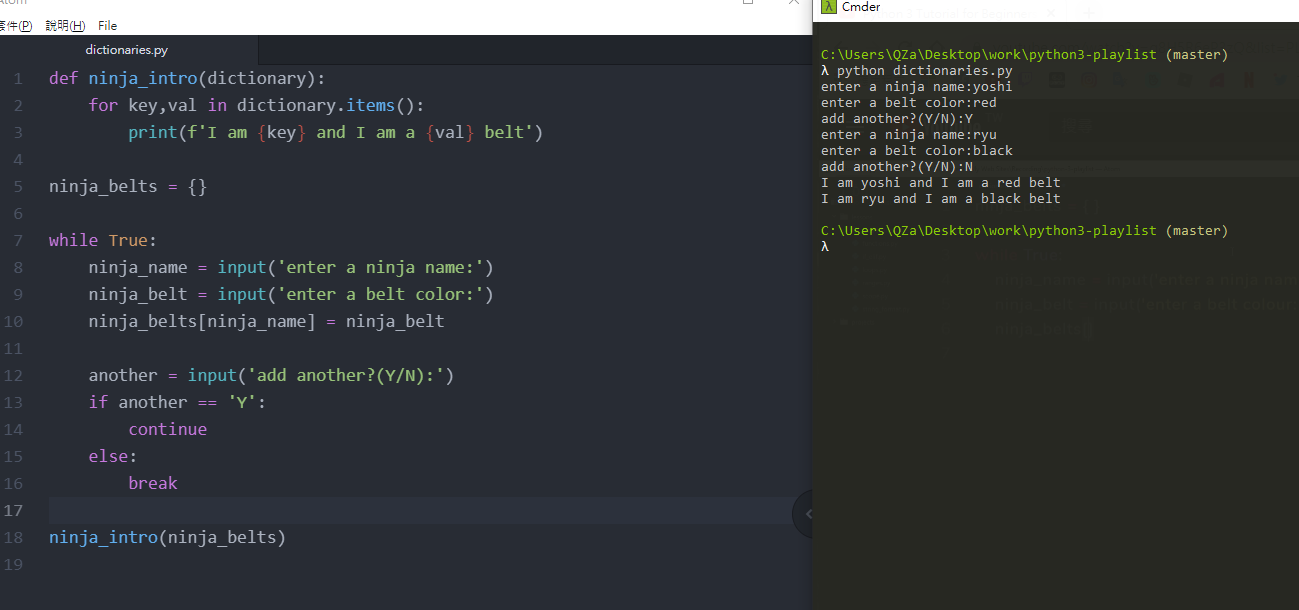 Atom
套件(P) 說明(H) File
dictionaries.py
1 def ninja_intro(dictionary):
2     for key,val in dictionary.items():
3         print(f'I am {key} and I am a {val} belt')
4
5 ninja_belts = {}
6
7 while True:
8     ninja_name = input('enter a ninja name:')
9     ninja_belt = input('enter a belt color:')
10     ninja_belts[ninja_name] = ninja_belt
11
12     another = input('add another?(Y/N):')
13     if another == 'Y':
14         continue
15     else:
16         break
17
18 ninja_intro(ninja_belts)
19
λ Cmder
C:\Users\QZa\Desktop\work\python3-playlist (master)
λ python dictionaries.py
enter a ninja name:yoshi
enter a belt color:red
add another?(Y/N):Y
enter a ninja name:ryu
enter a belt color:black
add another?(Y/N):N
I am yoshi and I am a red belt
I am ryu and I am a black belt
C:\Users\QZa\Desktop\work\python3-playlist (master)
λ